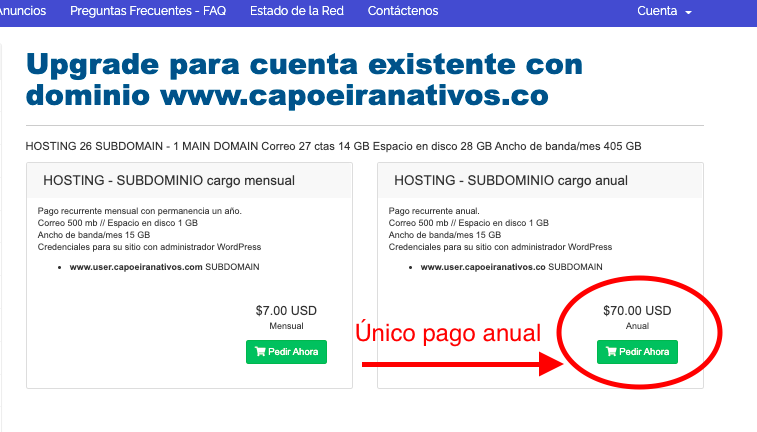 Anuncios Preguntas Frecuentes - FAQ Estado de la Red Contáctenos Cuenta
Upgrade para cuenta existente con
dominio www.capoeiranativos.co
HOSTING 26 SUBDOMAIN - 1 MAIN DOMAIN Correo 27 ctas 14 GB Espacio en disco 28 GB Ancho de banda/mes 405 GB
HOSTING - SUBDOMINIO cargo mensual
Pago recurrente mensual con permanencia un año.
Correo 500 mb // Espacio en disco 1 GB
Ancho de banda/mes 15 GB
Credenciales para su sitio con administrador WordPress
www.user.capoeiranativos.com SUBDOMAIN
$7.00 USD
Mensual
Pedir Ahora
HOSTING - SUBDOMINIO cargo anual
Pago recurrente anual.
Correo 500 mb // Espacio en disco 1 GB
Ancho de banda/mes 15 GB
Credenciales para su sitio con administrador WordPress
www.user.capoeiranativos.co SUBDOMAIN
$70.00 USD
Anual
Pedir Ahora
Único pago anual